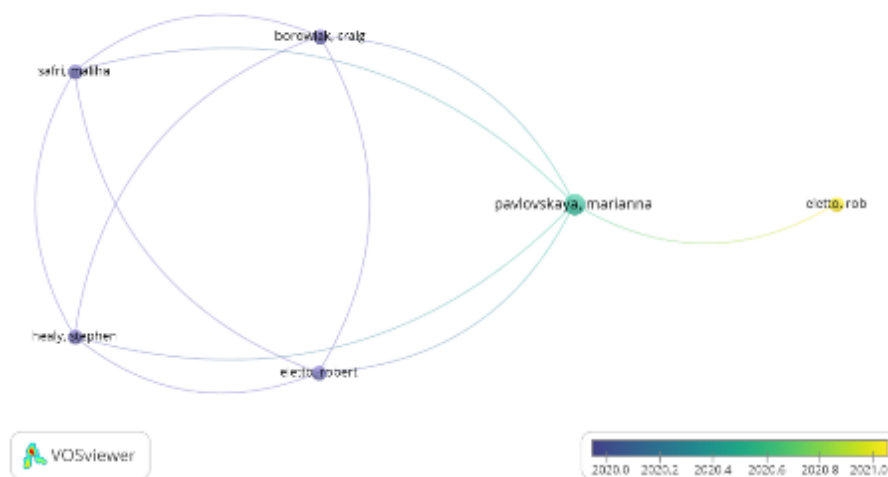 borowiak, craig
safri, maliha
pavlovskaya, marianna
eletto, rob
healy, stephen
eletto, robert
VOSviewer
2020.0 2020.2 2020.4 2020.6 2020.8 2021.0